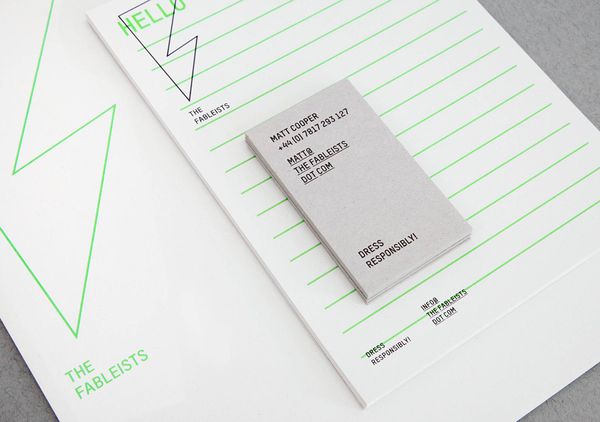 HELLO
THE
FABLEISTS
MATT COOPER
+44 (0) 7817 293 127
MATT@
THE FABLEISTS
DOT COM
DRESS
RESPONSIBLY!
INFO@
THE FABLEISTS
DOT COM
DRESS
RESPONSIBLY!
THE
FABLEISTS